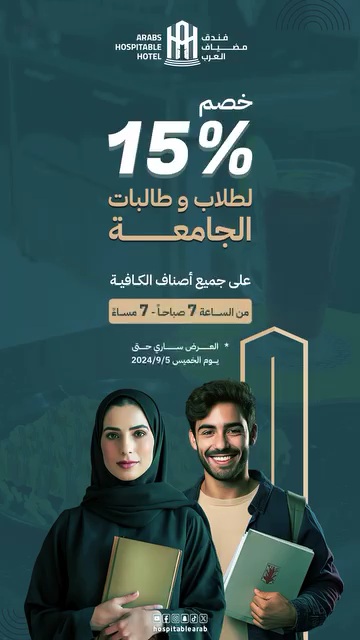 ARABS
HOSPITABLE
HOTEL
فندق
مضياف
العرب
خصم
15%
لطلاب و طالبات
الجامعة
على جميع أصناف الكافية
من الساعة 7 صباحاً - 7 مساءً
* العرض ساري حتى
يوم الخميس 2024/9/5
hospitablearab